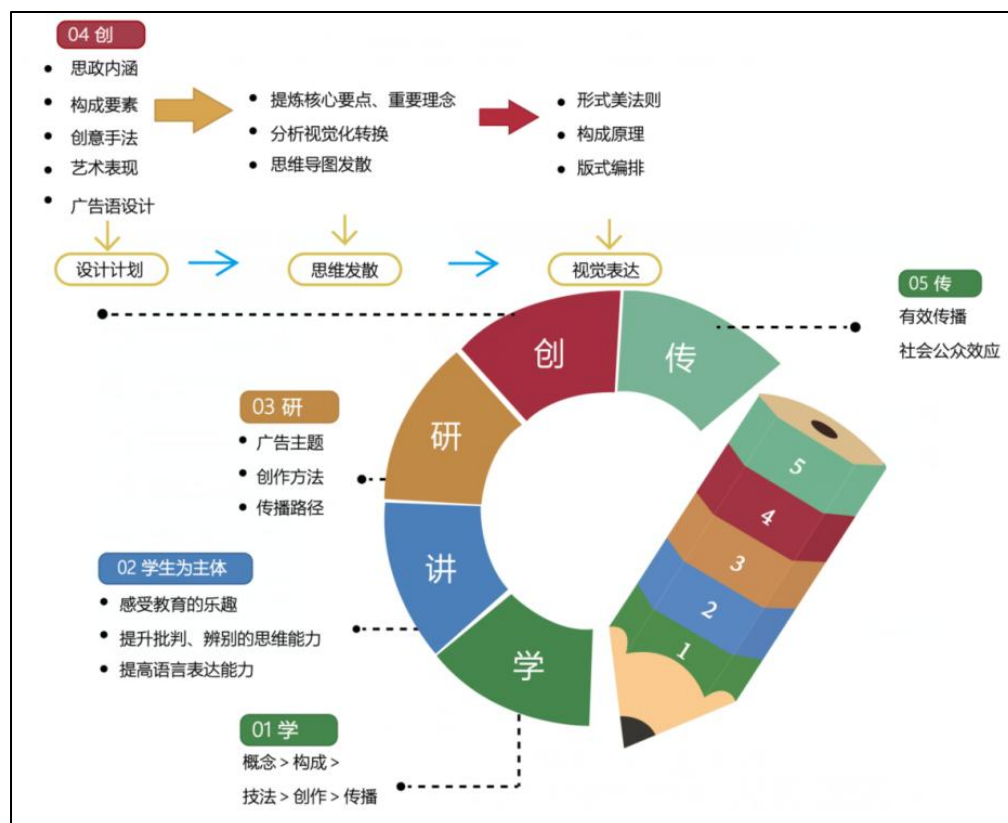 04 创
思政内涵
构成要素
创意手法
艺术表现
广告语设计
提炼核心要点、重要理念
分析视觉化转换
思维导图发散
形式美法则
构成原理
版式编排
设计计划
思维发散
视觉表达
05 传
有效传播
社会公众效应
创
传
03 研
广告主题
创作方法
传播路径
研
02 学生为主体
感受教育的乐趣
提升批判、辨别的思维能力
提高语言表达能力
讲
学
01 学
概念 > 构成 >
技法 > 创作 > 传播
5
4
3
2
1